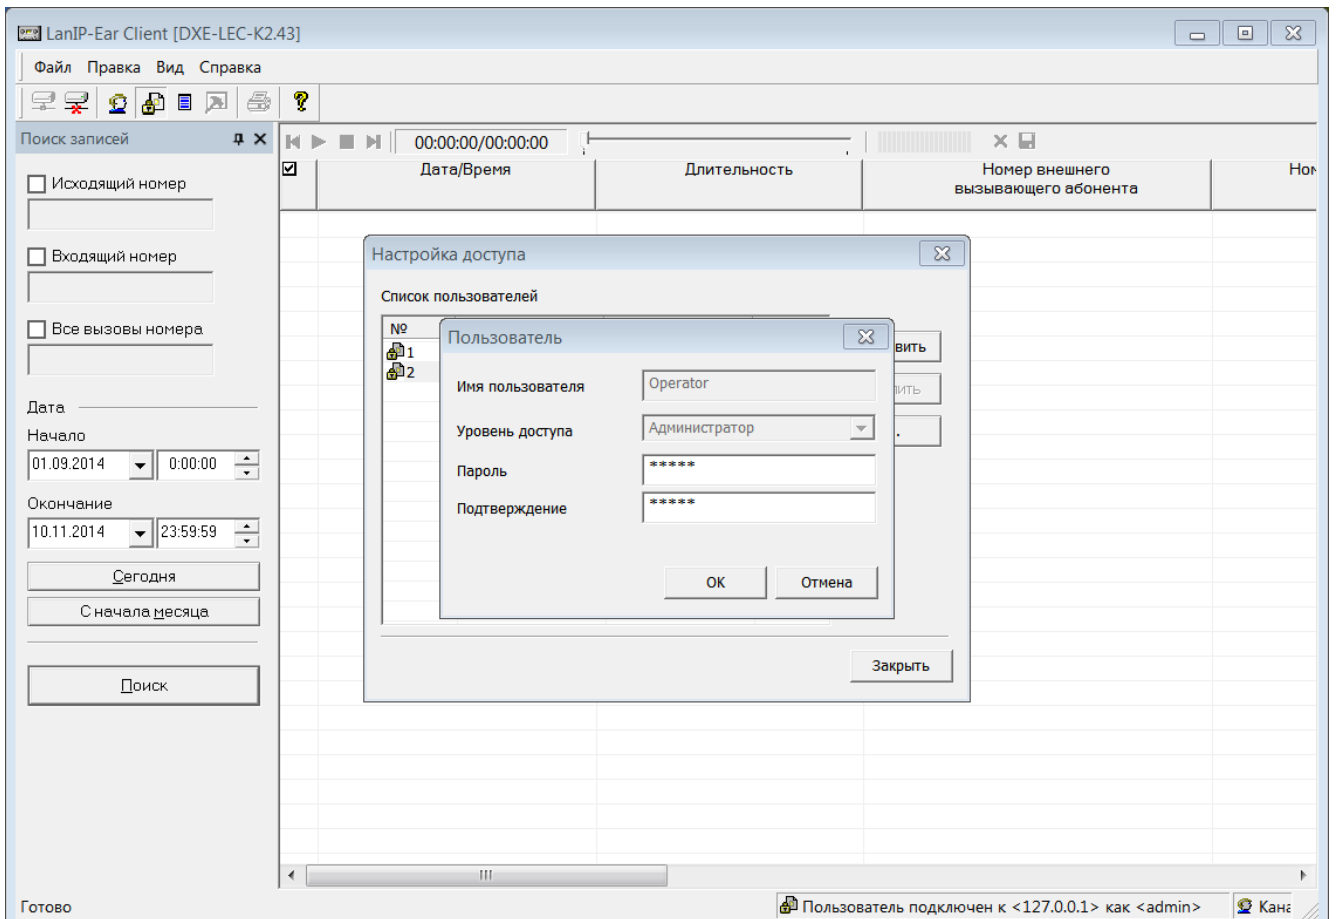 LanIP-Ear Client [DXE-LEC-K2.43]
Файл Правка Вид Справка
Поиск записей
00:00:00/00:00:00
Дата/Время
Длительность
Номер внешнего
вызывающего абонента
Исходящий номер
Входящий номер
Все вызовы номера
Дата
Начало
01.09.2014 0:00:00
Окончание
10.11.2014 23:59:59
Сегодня
С начала месяца
Поиск
Настройка доступа
Список пользователей
№
1
2
Пользователь
Имя пользователя Operator
Уровень доступа Администратор
Пароль *****
Подтверждение *****
OK Отмена
Закрыть
Готово
Пользователь подключен к <127.0.0.1> как <admin>